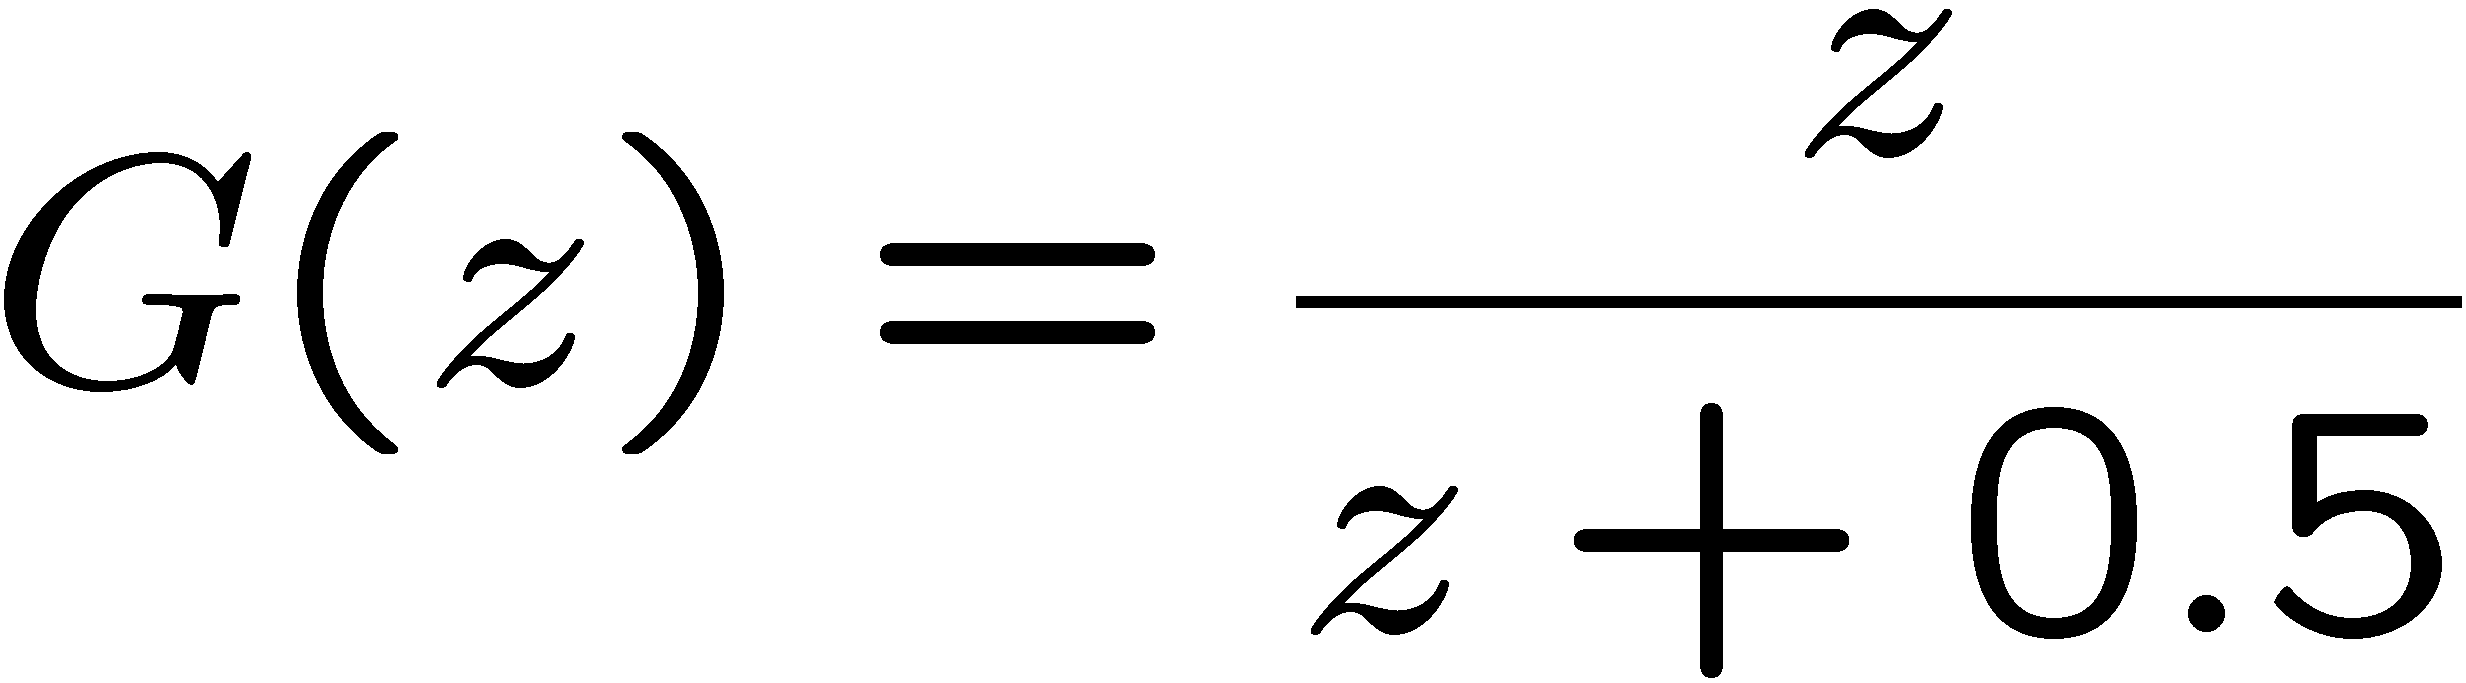 G(z) = z / (z + 0.5)